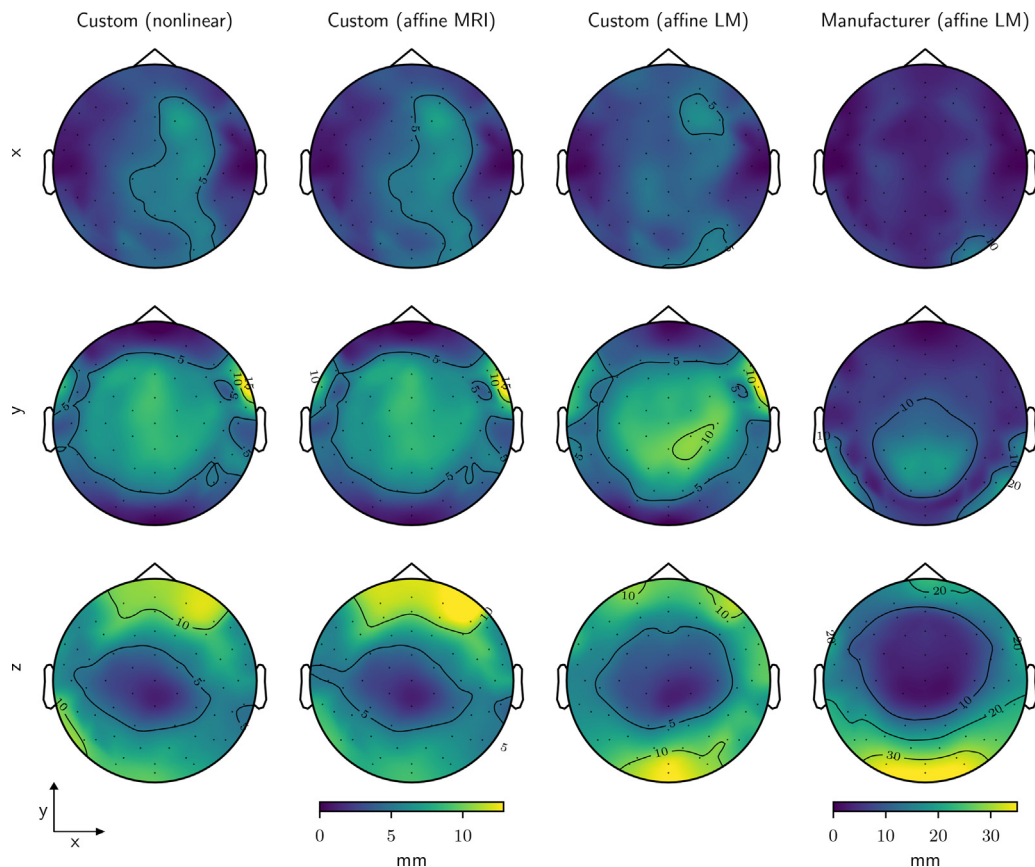 Custom (nonlinear) Custom (affine MRI) Custom (affine LM) Manufacturer (affine LM)
x
5 5 5 5 10
y
5 5 10 15 5 5
10 5 10 15 5
5 5 10 5 5
10 10 10 20
z
10 10 5 5
10 5 5
10 10 10 5
20 20 20 10 20 30
y
x
0 5 10
mm
0 10 20 30
mm